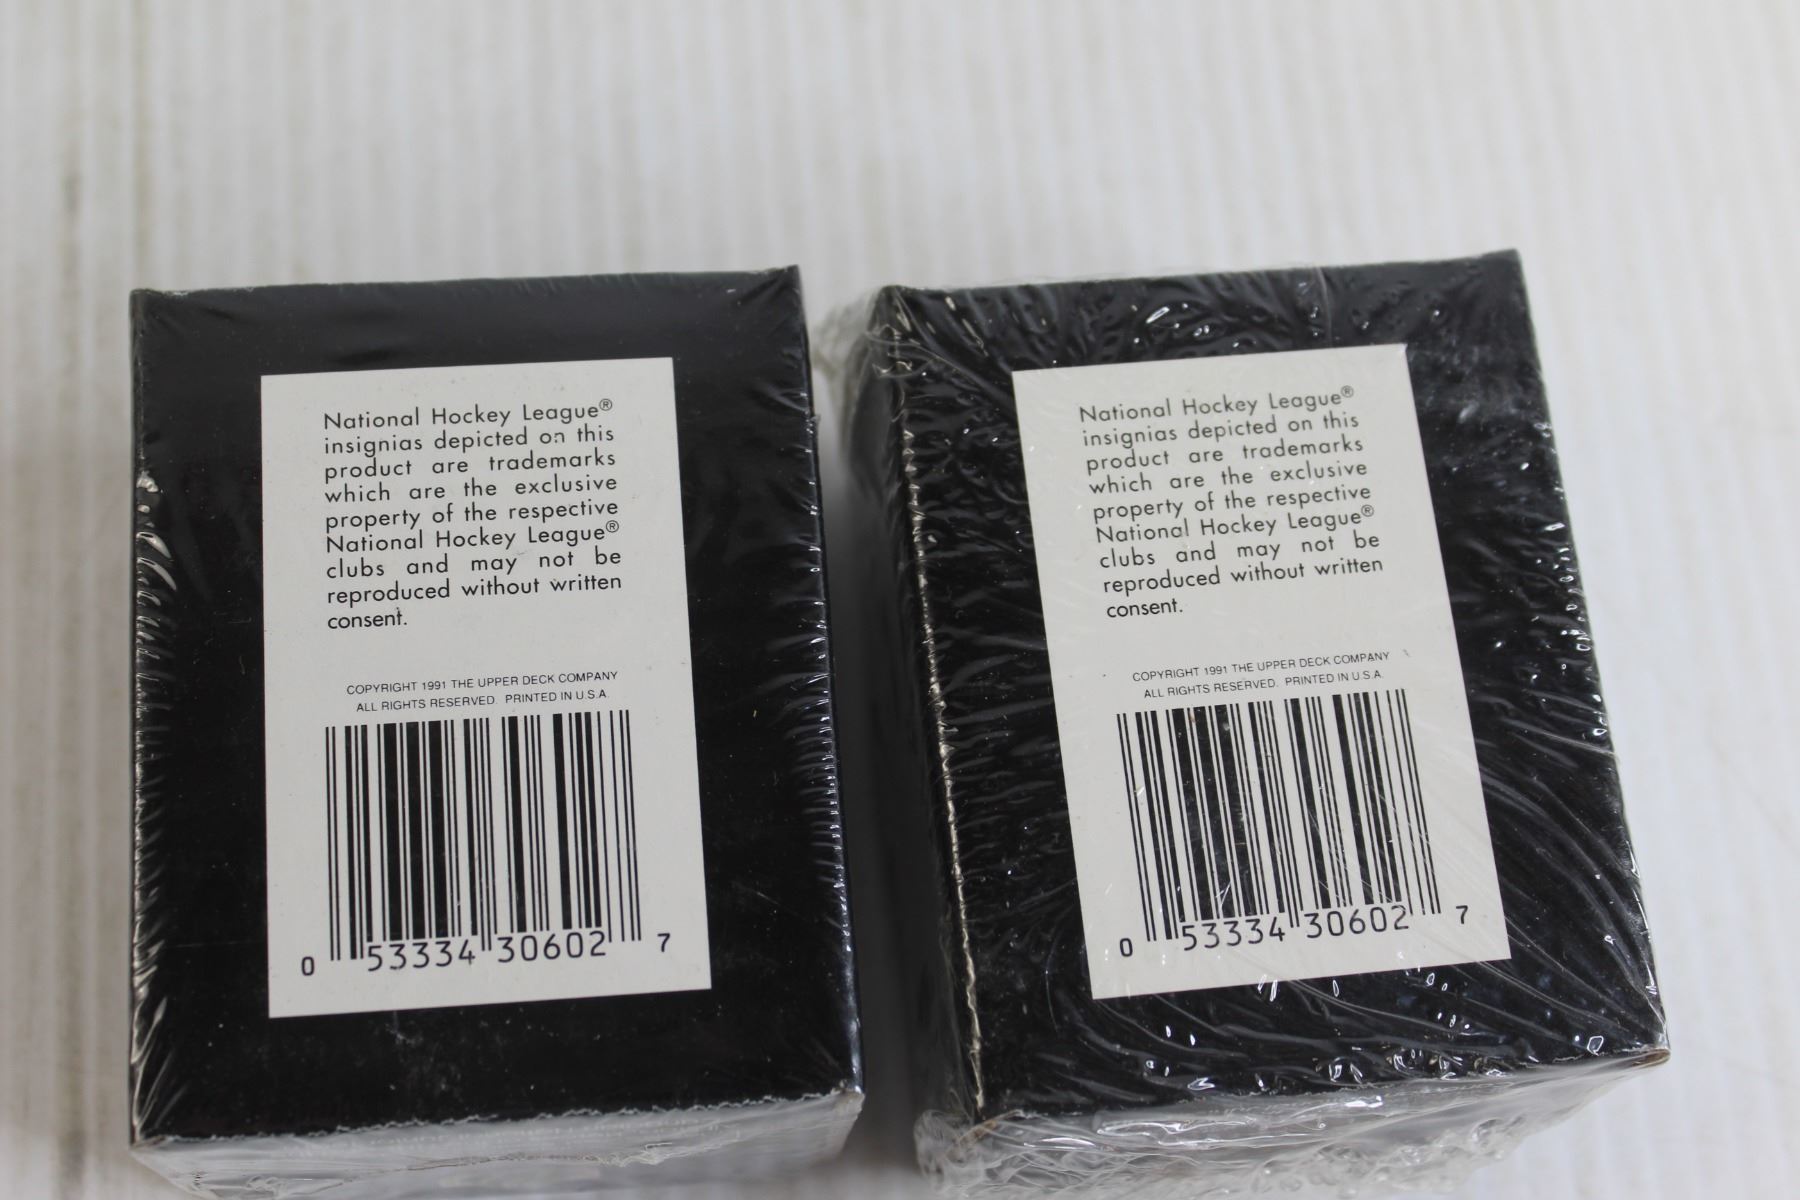 National Hockey League®
insignias depicted on this
product are trademarks
which are the exclusive
property of the respective
National Hockey League®
clubs and may not be
reproduced without written
consent.
COPYRIGHT 1991 THE UPPER DECK COMPANY
ALL RIGHTS RESERVED. PRINTED IN U.S.A.
0 53334 30602 7
National Hockey League®
insignias depicted on this
product are trademarks
which are the exclusive
property of the respective
National Hockey League®
clubs and may not be
reproduced without written
consent.
COPYRIGHT 1991 THE UPPER DECK COMPANY
ALL RIGHTS RESERVED. PRINTED IN U.S.A.
0 53334 30602 7